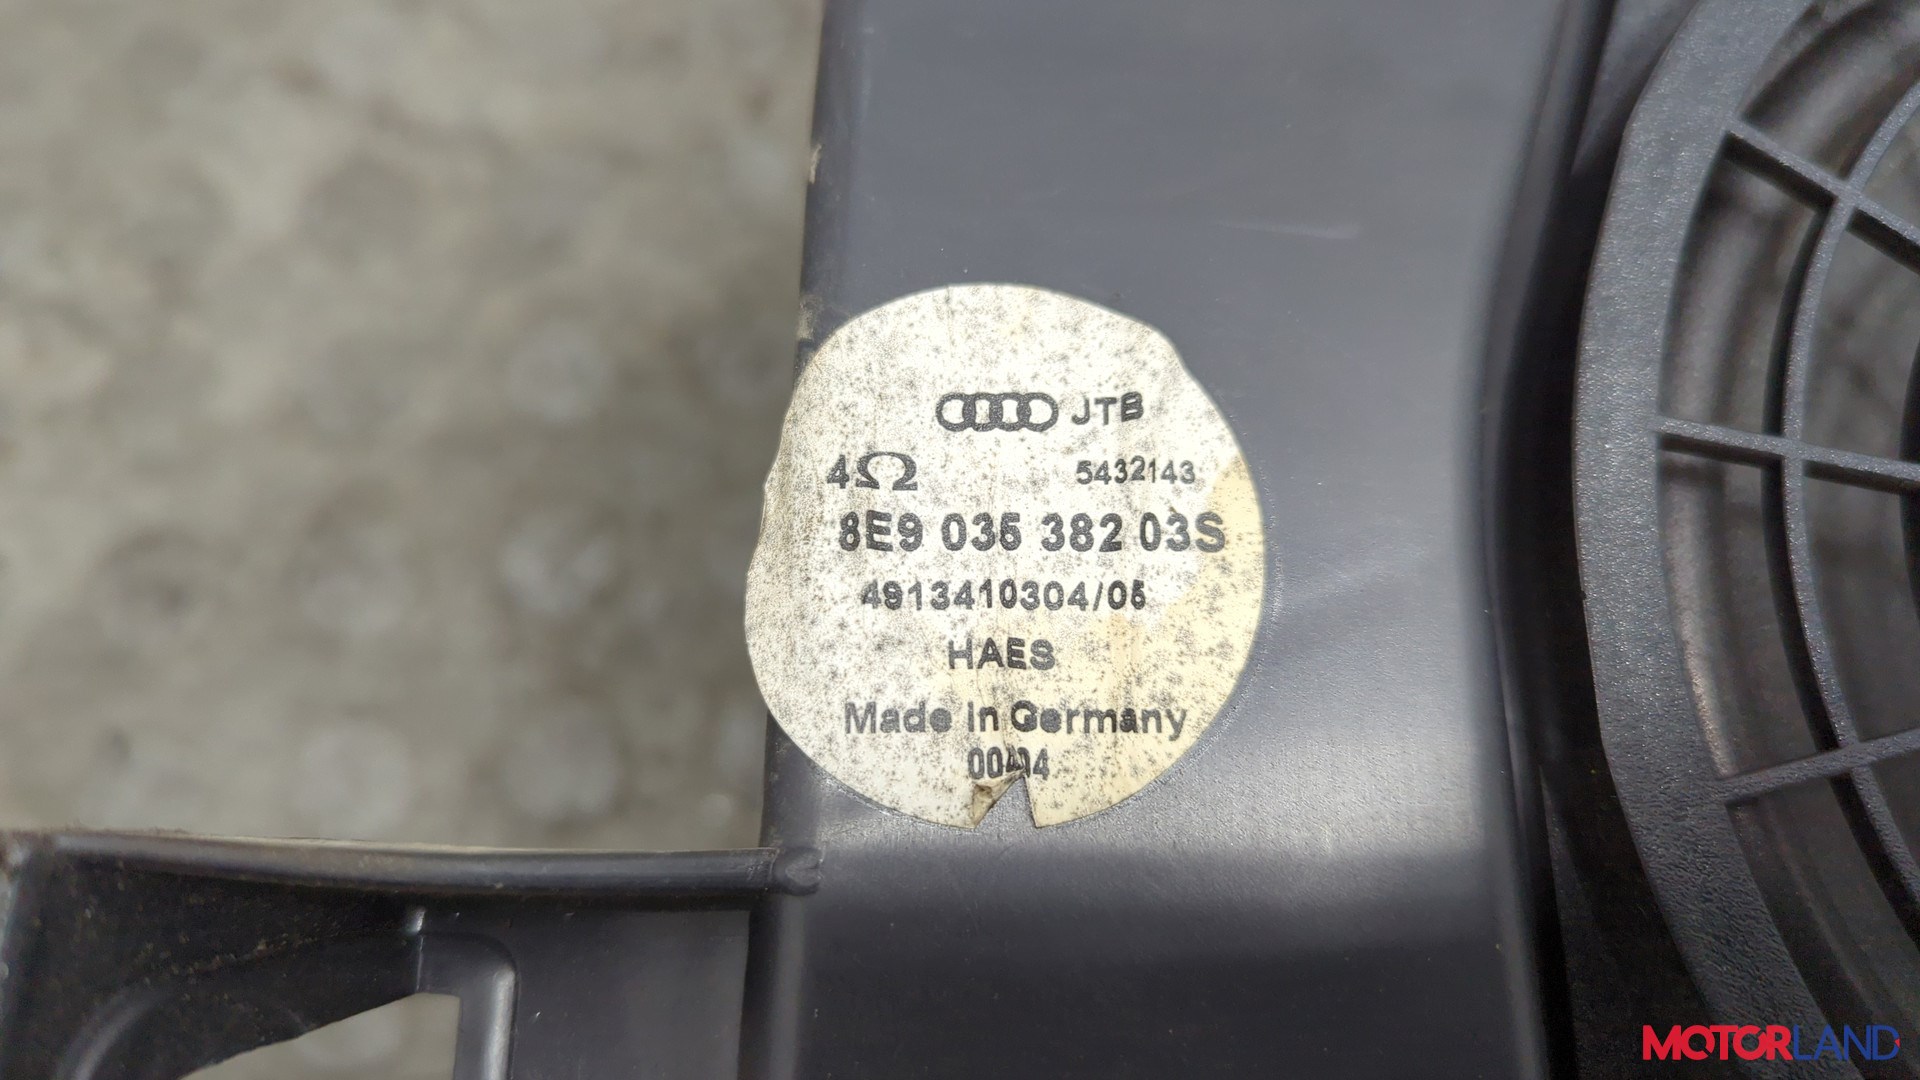 JTB
4Ω 5432143
8E9 035 382 03S
4913410304/05
HAES
Made In Germany
MOTORLAND